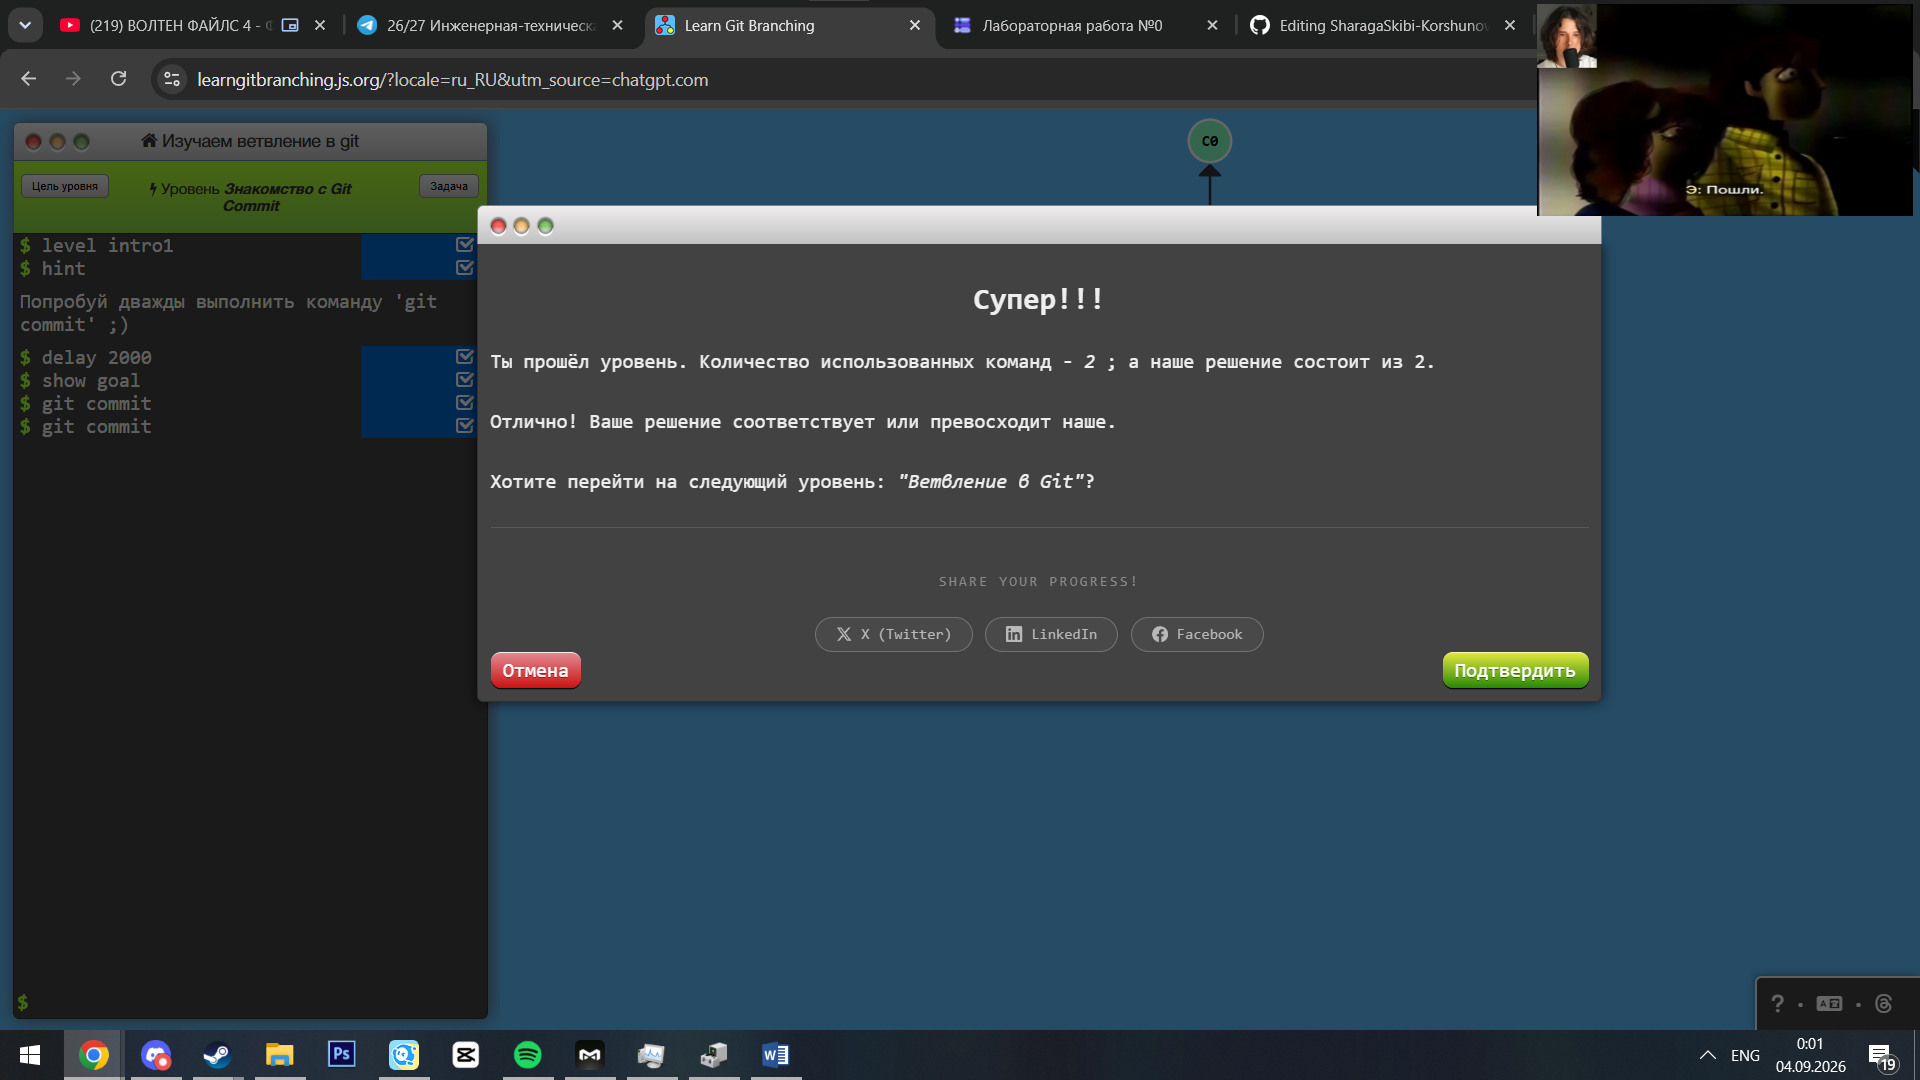 (219) ВОЛТЕН ФАЙЛС 4 -
26/27 Инженерная-техническа
Learn Git Branching
Лабораторная работа №0
Editing SharagaSkibi-Korshunov
learngitbranching.js.org/?locale=ru_RU&utm_source=chatgpt.com
Э: Пошли.
Изучаем ветвление в git
Цель уровня
Уровень Знакомство с Git
Commit
Задача
$ level intro1
$ hint
Попробуй дважды выполнить команду 'git
commit' ;)
$ delay 2000
$ show goal
$ git commit
$ git commit
$
C0
Супер!!!
Ты прошёл уровень. Количество использованных команд - 2 ; а наше решение состоит из 2.
Отлично! Ваше решение соответствует или превосходит наше.
Хотите перейти на следующий уровень: "Ветвление в Git"?
SHARE YOUR PROGRESS!
X (Twitter)
LinkedIn
Facebook
Отмена
Подтвердить
?
Ps
ENG
0:01
04.09.2026
19